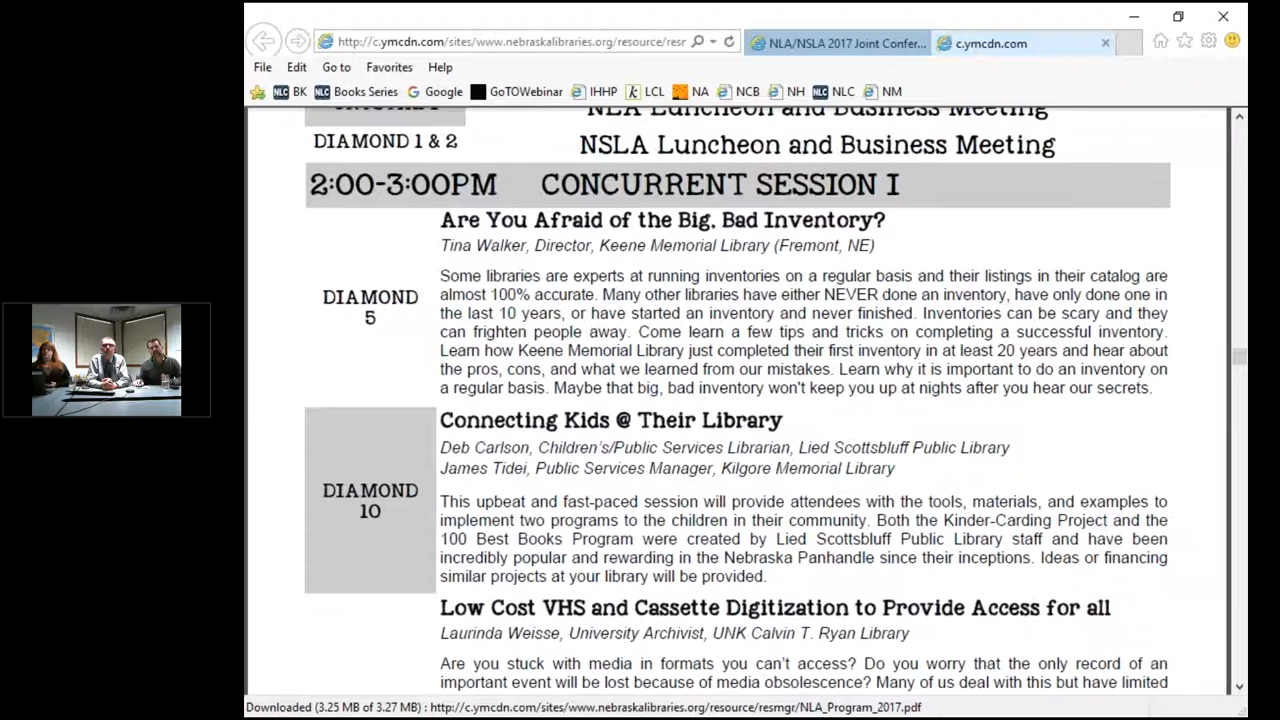 http://c.ymcdn.com/sites/www.nebraskalibraries.org/resource/resr
NLA/NSLA 2017 Joint Confer...
c.ymcdn.com
File Edit Go to Favorites Help
NLC BK NLC Books Series G Google GoTOWebinar IHHP k LCL NA NCB NH NLC NLC NM
NLA Luncheon and Business Meeting
DIAMOND 1 & 2
NSLA Luncheon and Business Meeting
2:00-3:00PM CONCURRENT SESSION I
Are You Afraid of the Big, Bad Inventory?
Tina Walker, Director, Keene Memorial Library (Fremont, NE)
DIAMOND
5
Some libraries are experts at running inventories on a regular basis and their listings in their catalog are
almost 100% accurate. Many other libraries have either NEVER done an inventory, have only done one in
the last 10 years, or have started an inventory and never finished. Inventories can be scary and they
can frighten people away. Come learn a few tips and tricks on completing a successful inventory.
Learn how Keene Memorial Library just completed their first inventory in at least 20 years and hear about
the pros, cons, and what we learned from our mistakes. Learn why it is important to do an inventory on
a regular basis. Maybe that big, bad inventory won't keep you up at nights after you hear our secrets.
Connecting Kids @ Their Library
Deb Carlson, Children's/Public Services Librarian, Lied Scottsbluff Public Library
James Tidei, Public Services Manager, Kilgore Memorial Library
DIAMOND
10
This upbeat and fast-paced session will provide attendees with the tools, materials, and examples to
implement two programs to the children in their community. Both the Kinder-Carding Project and the
100 Best Books Program were created by Lied Scottsbluff Public Library staff and have been
incredibly popular and rewarding in the Nebraska Panhandle since their inceptions. Ideas or financing
similar projects at your library will be provided.
Low Cost VHS and Cassette Digitization to Provide Access for all
Laurinda Weisse, University Archivist, UNK Calvin T. Ryan Library
Are you stuck with media in formats you can't access? Do you worry that the only record of an
important event will be lost because of media obsolescence? Many of us deal with this but have limited
Downloaded (3.25 MB of 3.27 MB) : http://c.ymcdn.com/sites/www.nebraskalibraries.org/resource/resmgr/NLA_Program_2017.pdf